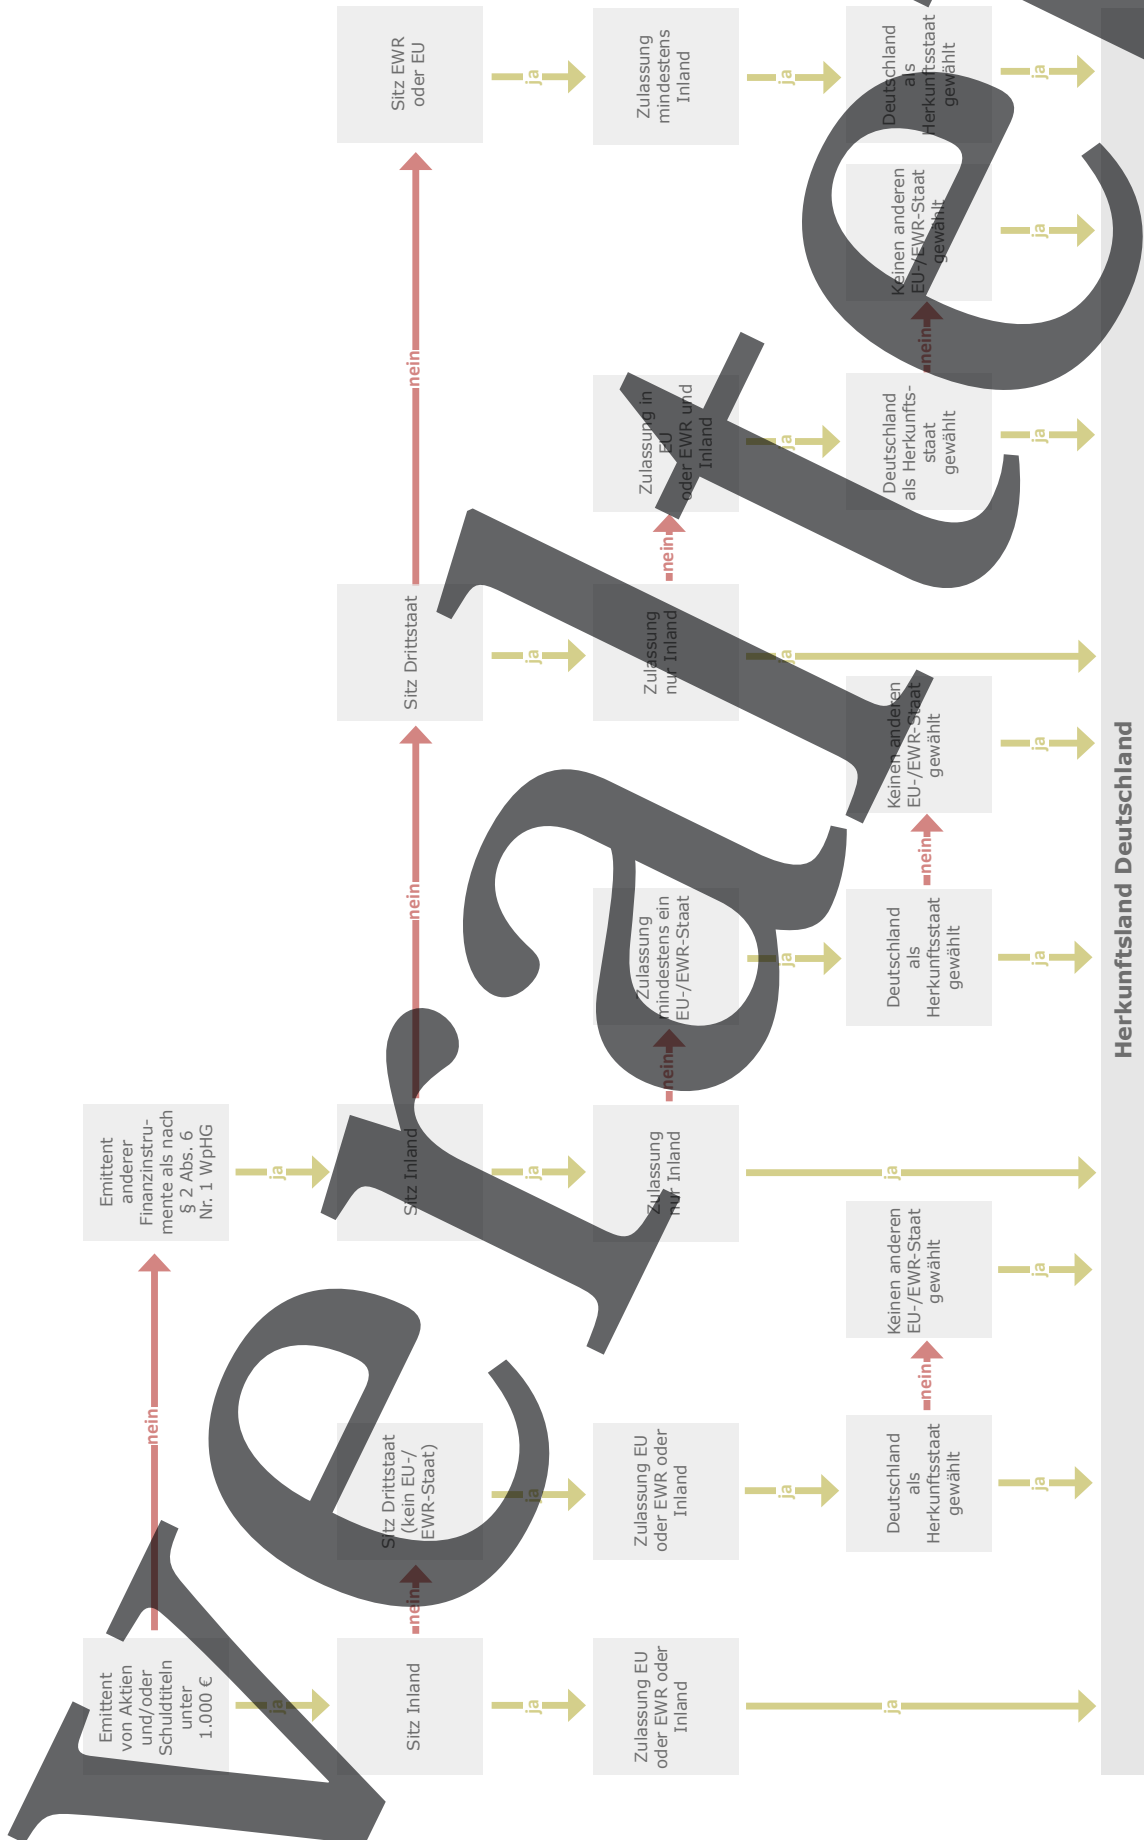 Emittent
von Aktien
und/oder
Schuldtiteln
unter
1.000 €
nein
Emittent
anderer
Finanzinstru-
mente als nach
§ 2 Abs. 6
Nr. 1 WpHG
ja
ja
Sitz Inland
nein
Sitz Drittstaat
(kein EU-/
EWR-Staat)
Sitz Inland
nein
Sitz Drittstaat
nein
Sitz EWR
oder EU
ja
ja
ja
ja
ja
Zulassung EU
oder EWR oder
Inland
Zulassung EU
oder EWR oder
Inland
Zulassung
nur Inland
nein
Zulassung
mindestens ein
EU-/EWR-Staat
Zulassung
nur Inland
nein
Zulassung in
EU
oder EWR und
Inland
Zulassung
mindestens
Inland
ja
ja
ja
ja
ja
ja
ja
Deutschland
als
Herkunftsstaat
gewählt
nein
Keinen anderen
EU-/EWR-Staat
gewählt
Deutschland
als
Herkunftsstaat
gewählt
nein
Keinen anderen
EU-/EWR-Staat
gewählt
Deutschland
als Herkunfts-
staat
gewählt
nein
Keinen anderen
EU-/EWR-Staat
gewählt
Deutschland
als
Herkunftsstaat
gewählt
ja
ja
ja
ja
ja
ja
ja
Herkunftsland Deutschland
Veralte